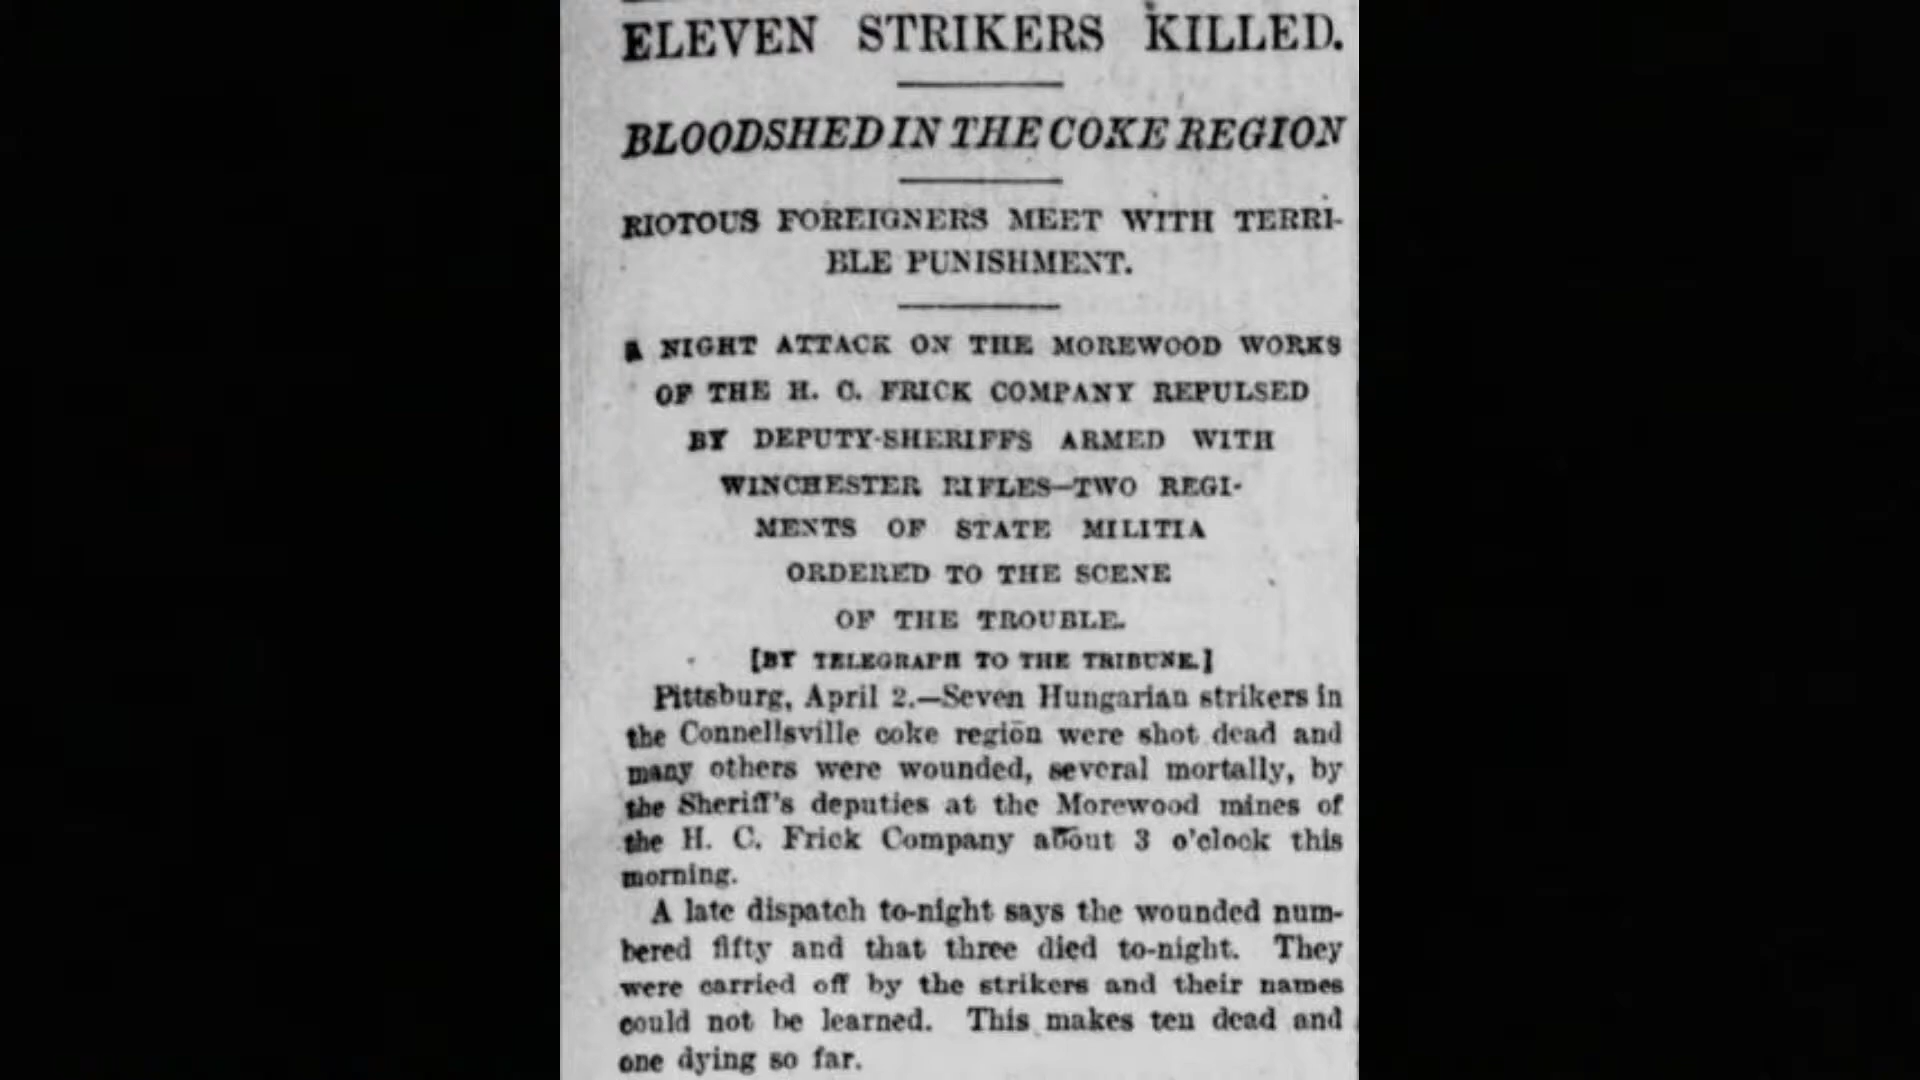 ELEVEN STRIKERS KILLED.
BLOODSHED IN THE COKE REGION
RIOTOUS FOREIGNERS MEET WITH TERRI-
BLE PUNISHMENT.
A NIGHT ATTACK ON THE MOREWOOD WORKS
OF THE H. C. FRICK COMPANY REPULSED
BY DEPUTY-SHERIFFS ARMED WITH
WINCHESTER RIFLES—TWO REGI-
MENTS OF STATE MILITIA
ORDERED TO THE SCENE
OF THE TROUBLE.
[BY TELEGRAPH TO THE TRIBUNE.]
Pittsburg, April 2.—Seven Hungarian strikers in
the Connellsville coke region were shot dead and
many others were wounded, several mortally, by
the Sheriff's deputies at the Morewood mines of
the H. C. Frick Company about 3 o'clock this
morning.
A late dispatch to-night says the wounded num-
bered fifty and that three died to-night. They
were carried off by the strikers and their names
could not be learned. This makes ten dead and
one dying so far.